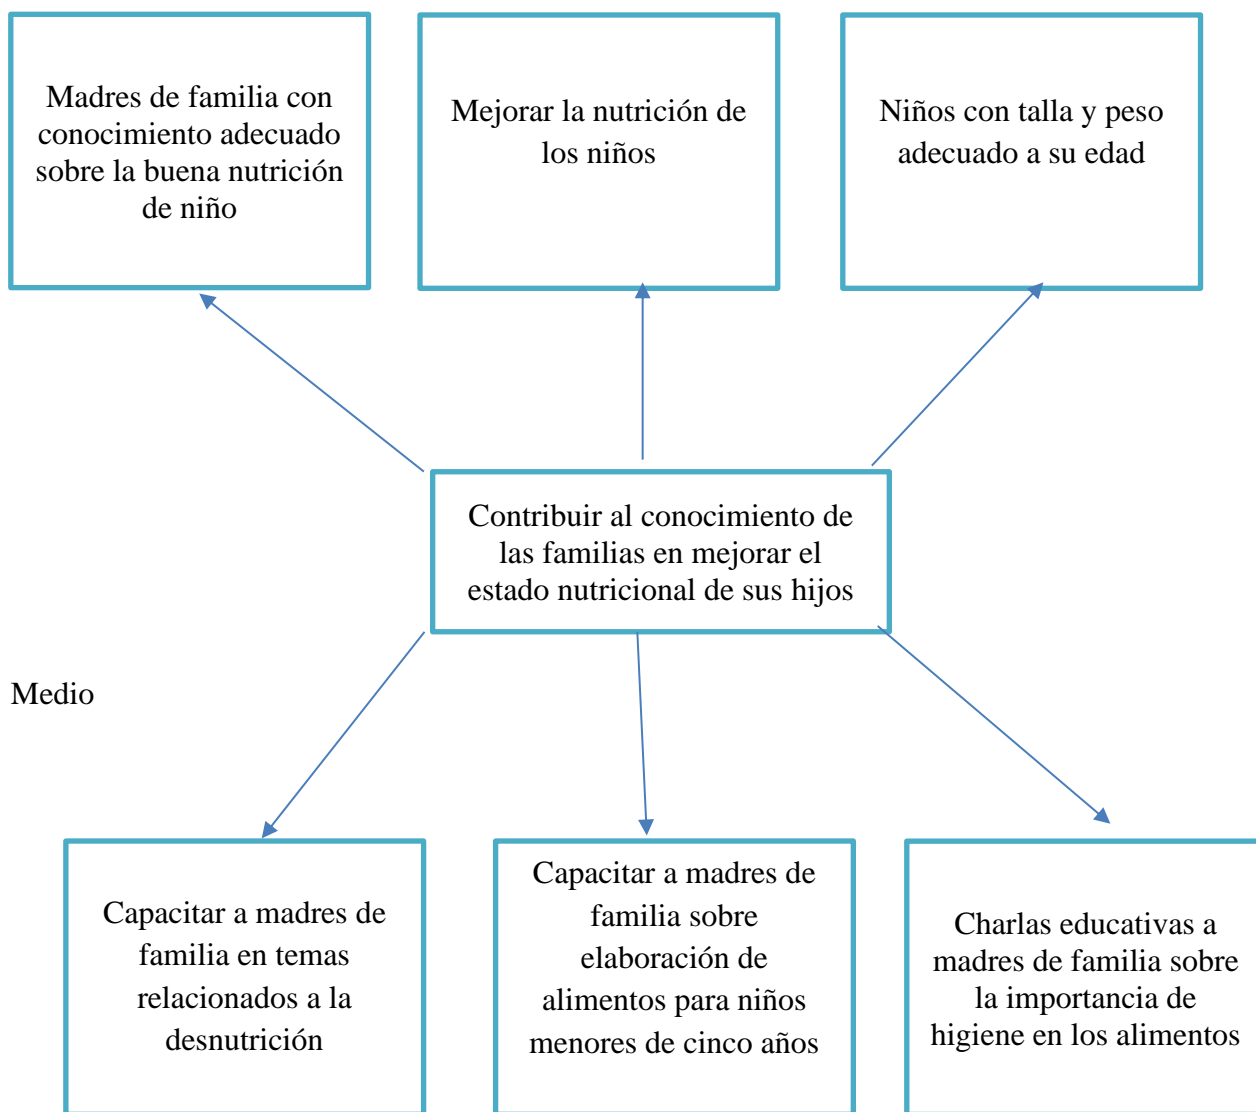 Madres de familia con
conocimiento adecuado
sobre la buena nutrición
de niño
Mejorar la nutrición de
los niños
Niños con talla y peso
adecuado a su edad
Contribuir al conocimiento de
las familias en mejorar el
estado nutricional de sus hijos
Medio
Capacitar a madres de
familia en temas
relacionados a la
desnutrición
Capacitar a madres de
familia sobre
elaboración de
alimentos para niños
menores de cinco años
Charlas educativas a
madres de familia sobre
la importancia de
higiene en los alimentos